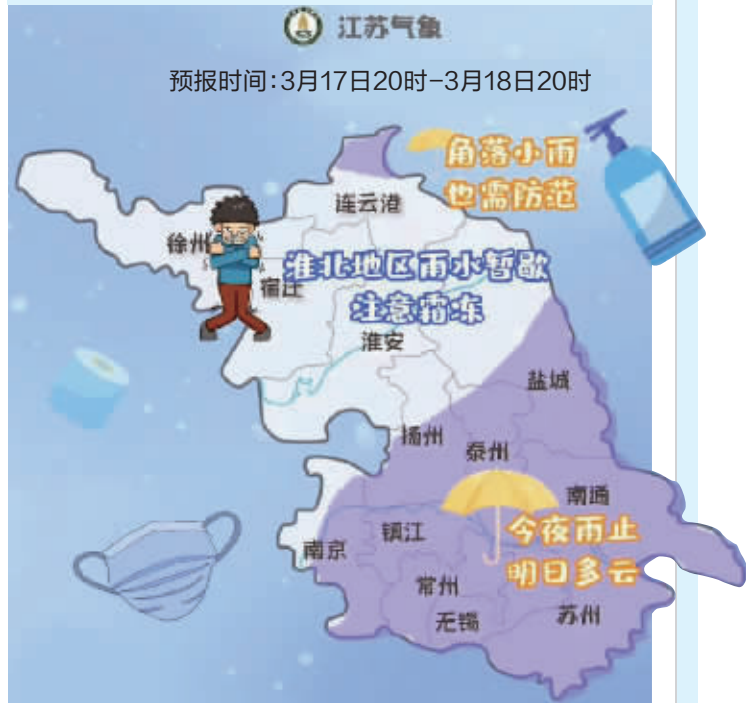 江苏气象
预报时间:3月17日20时-3月18日20时
角落小雨
也需防范
连云港
徐州
淮北地区雨水暂歇
宿迁
注意霜冻
淮安
盐城
扬州
泰州
南通
镇江
今夜雨止
南京
明日多云
常州
无锡
苏州